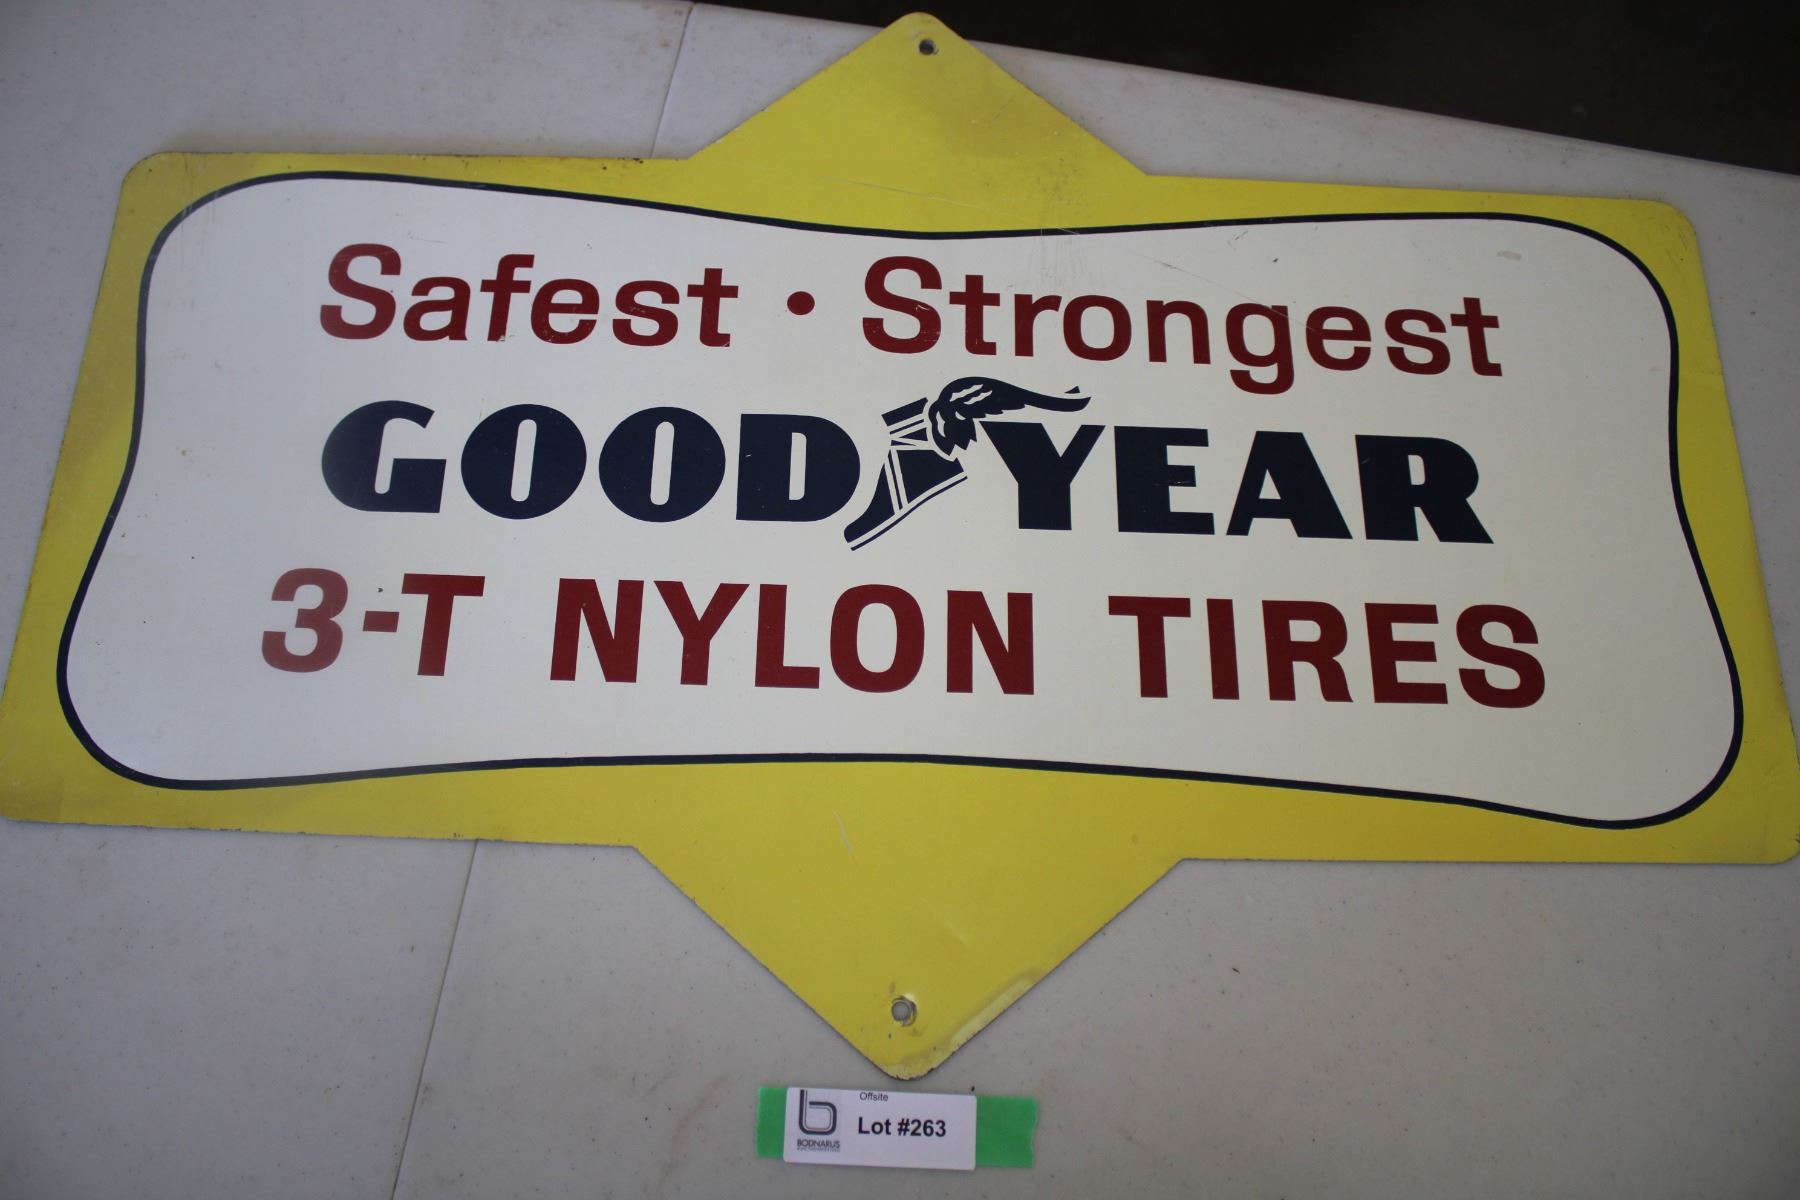 Safest • Strongest
GOOD YEAR
3-T NYLON TIRES
Offsite
Lot #263
BODNARUS